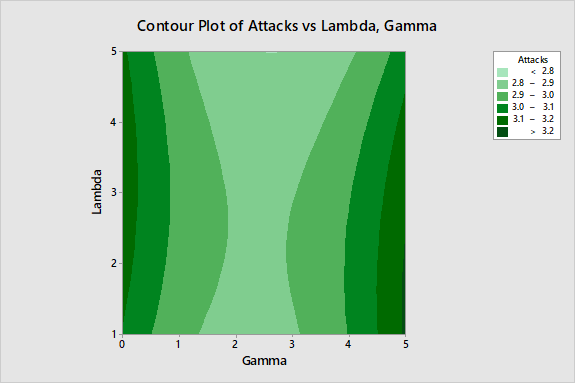 Contour Plot of Attacks vs Lambda, Gamma
5
4
3
2
1
Lambda
0 1 2 3 4 5
Gamma
Attacks
< 2.8
2.8 – 2.9
2.9 – 3.0
3.0 – 3.1
3.1 – 3.2
> 3.2